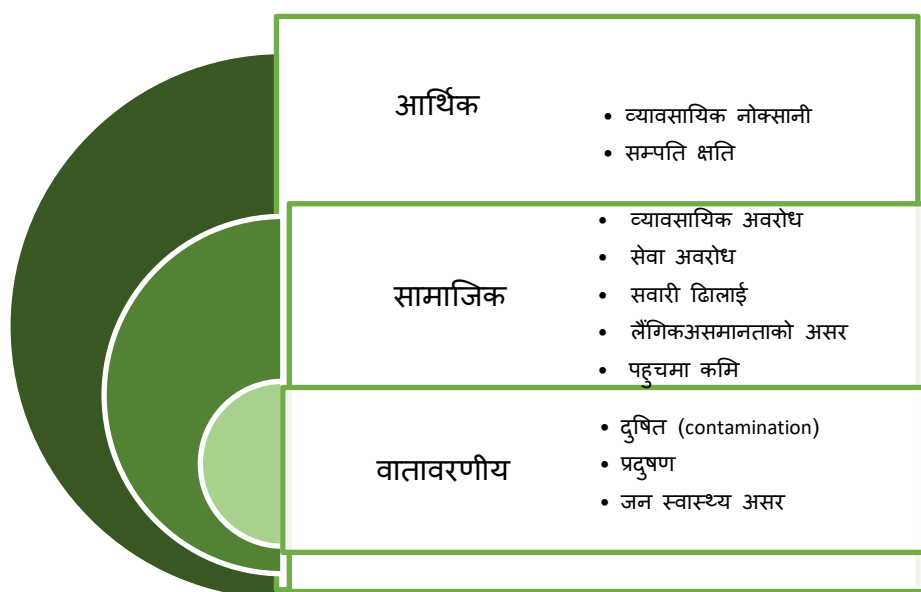 आर्थिक
• व्यावसायिक नोक्सानी
• सम्पति क्षति
सामाजिक
• व्यावसायिक अवरोध
• सेवा अवरोध
• सवारी ढिालाई
• लैंगिकअसमानताको असर
• पहुचमा कमि
वातावरणीय
• दुषित (contamination)
• प्रदुषण
• जन स्वास्थ्य असर